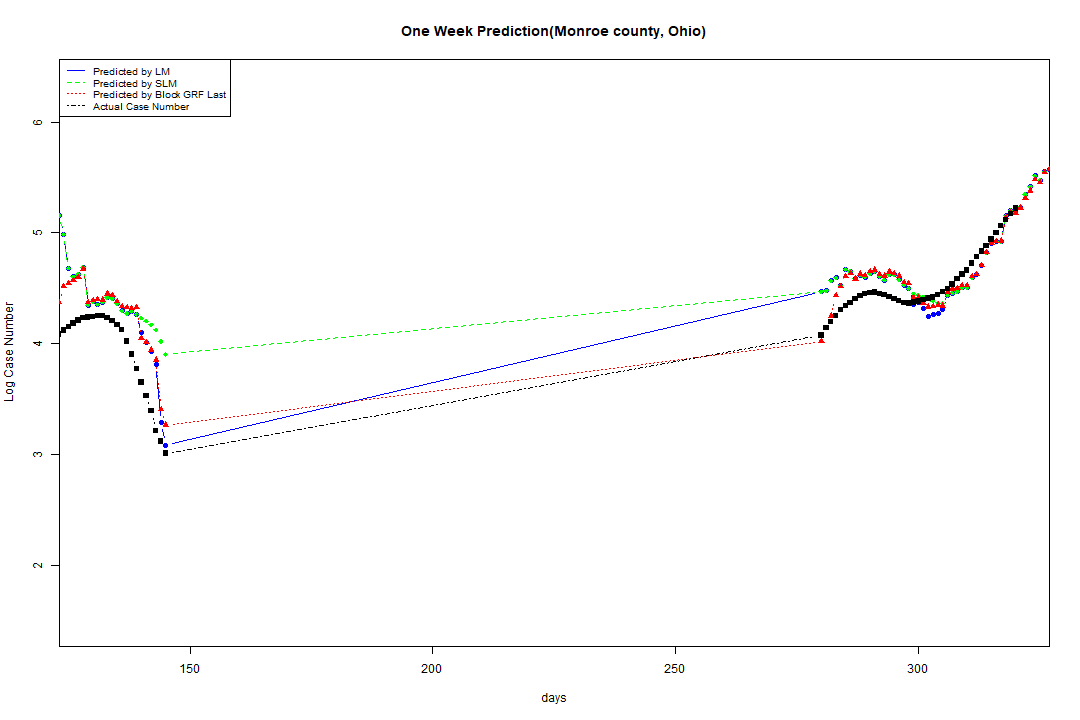 One Week Prediction(Monroe county, Ohio)
Predicted by LM
Predicted by SLM
Predicted by Block GRF Last
Actual Case Number
6
5
4
3
2
Log Case Number
150
200
250
300
days